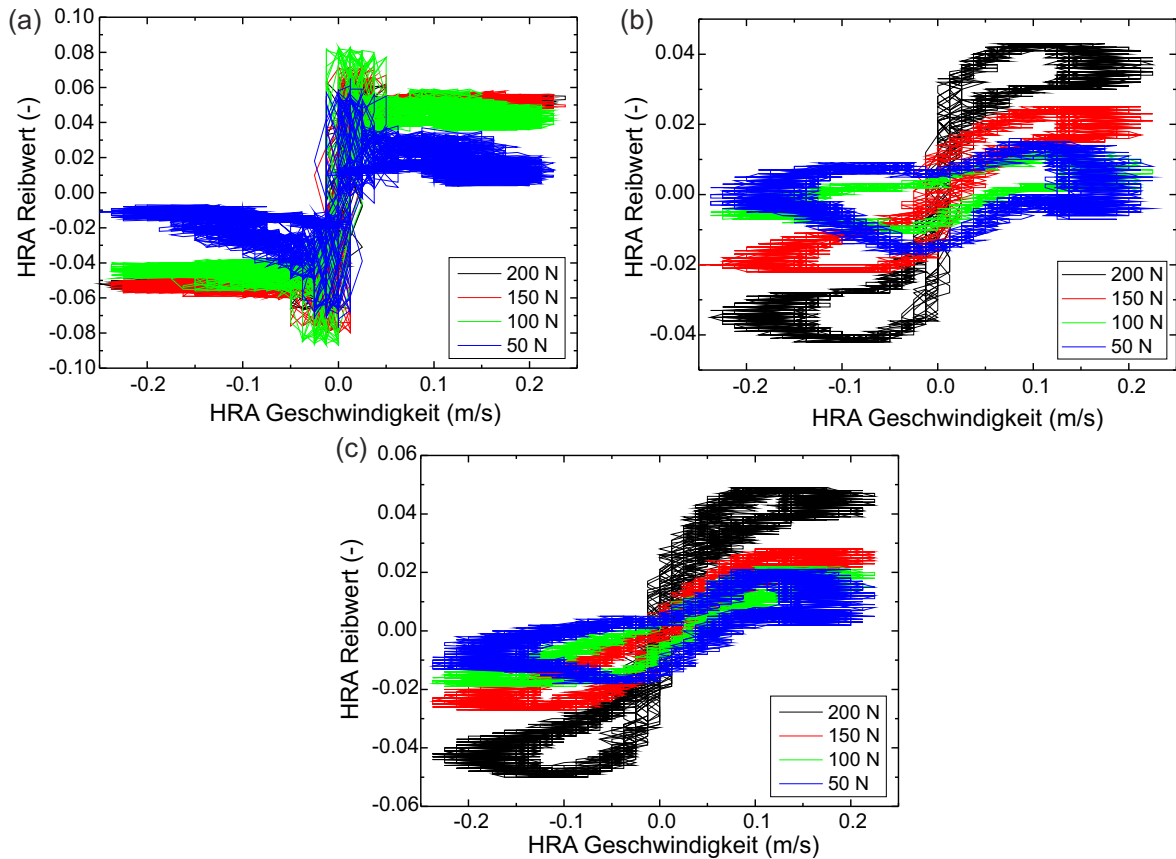 (a)
0.10
0.08
0.06
0.04
0.02
0.00
-0.02
-0.04
-0.06
-0.08
-0.10
HRA Reibwert (-)
-0.2
-0.1
0.0
0.1
0.2
HRA Geschwindigkeit (m/s)
200 N
150 N
100 N
50 N
(b)
0.04
0.02
0.00
-0.02
-0.04
HRA Reibwert (-)
-0.2
-0.1
0.0
0.1
0.2
HRA Geschwindigkeit (m/s)
200 N
150 N
100 N
50 N
(c)
0.06
0.04
0.02
0.00
-0.02
-0.04
-0.06
HRA Reibwert (-)
-0.2
-0.1
0.0
0.1
0.2
HRA Geschwindigkeit (m/s)
200 N
150 N
100 N
50 N